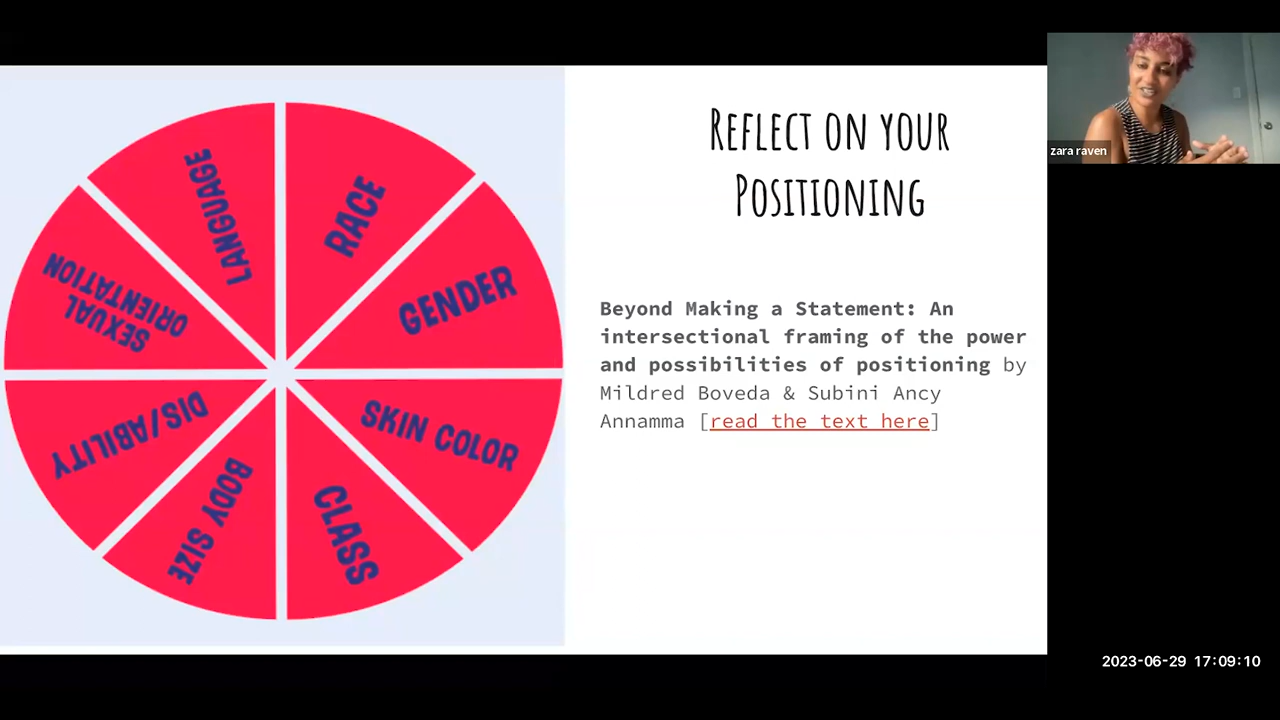 LANGUAGE
RACE
GENDER
SKIN COLOR
CLASS
BODY SIZE
DIS/ABILITY
SEXUAL
ORIENTATION
REFLECT ON YOUR
POSITIONING
Beyond Making a Statement: An
intersectional framing of the power
and possibilities of positioning by
Mildred Boveda & Subini Ancy
Annamma [read the text here]
zara raven
2023-06-29 17:09:10